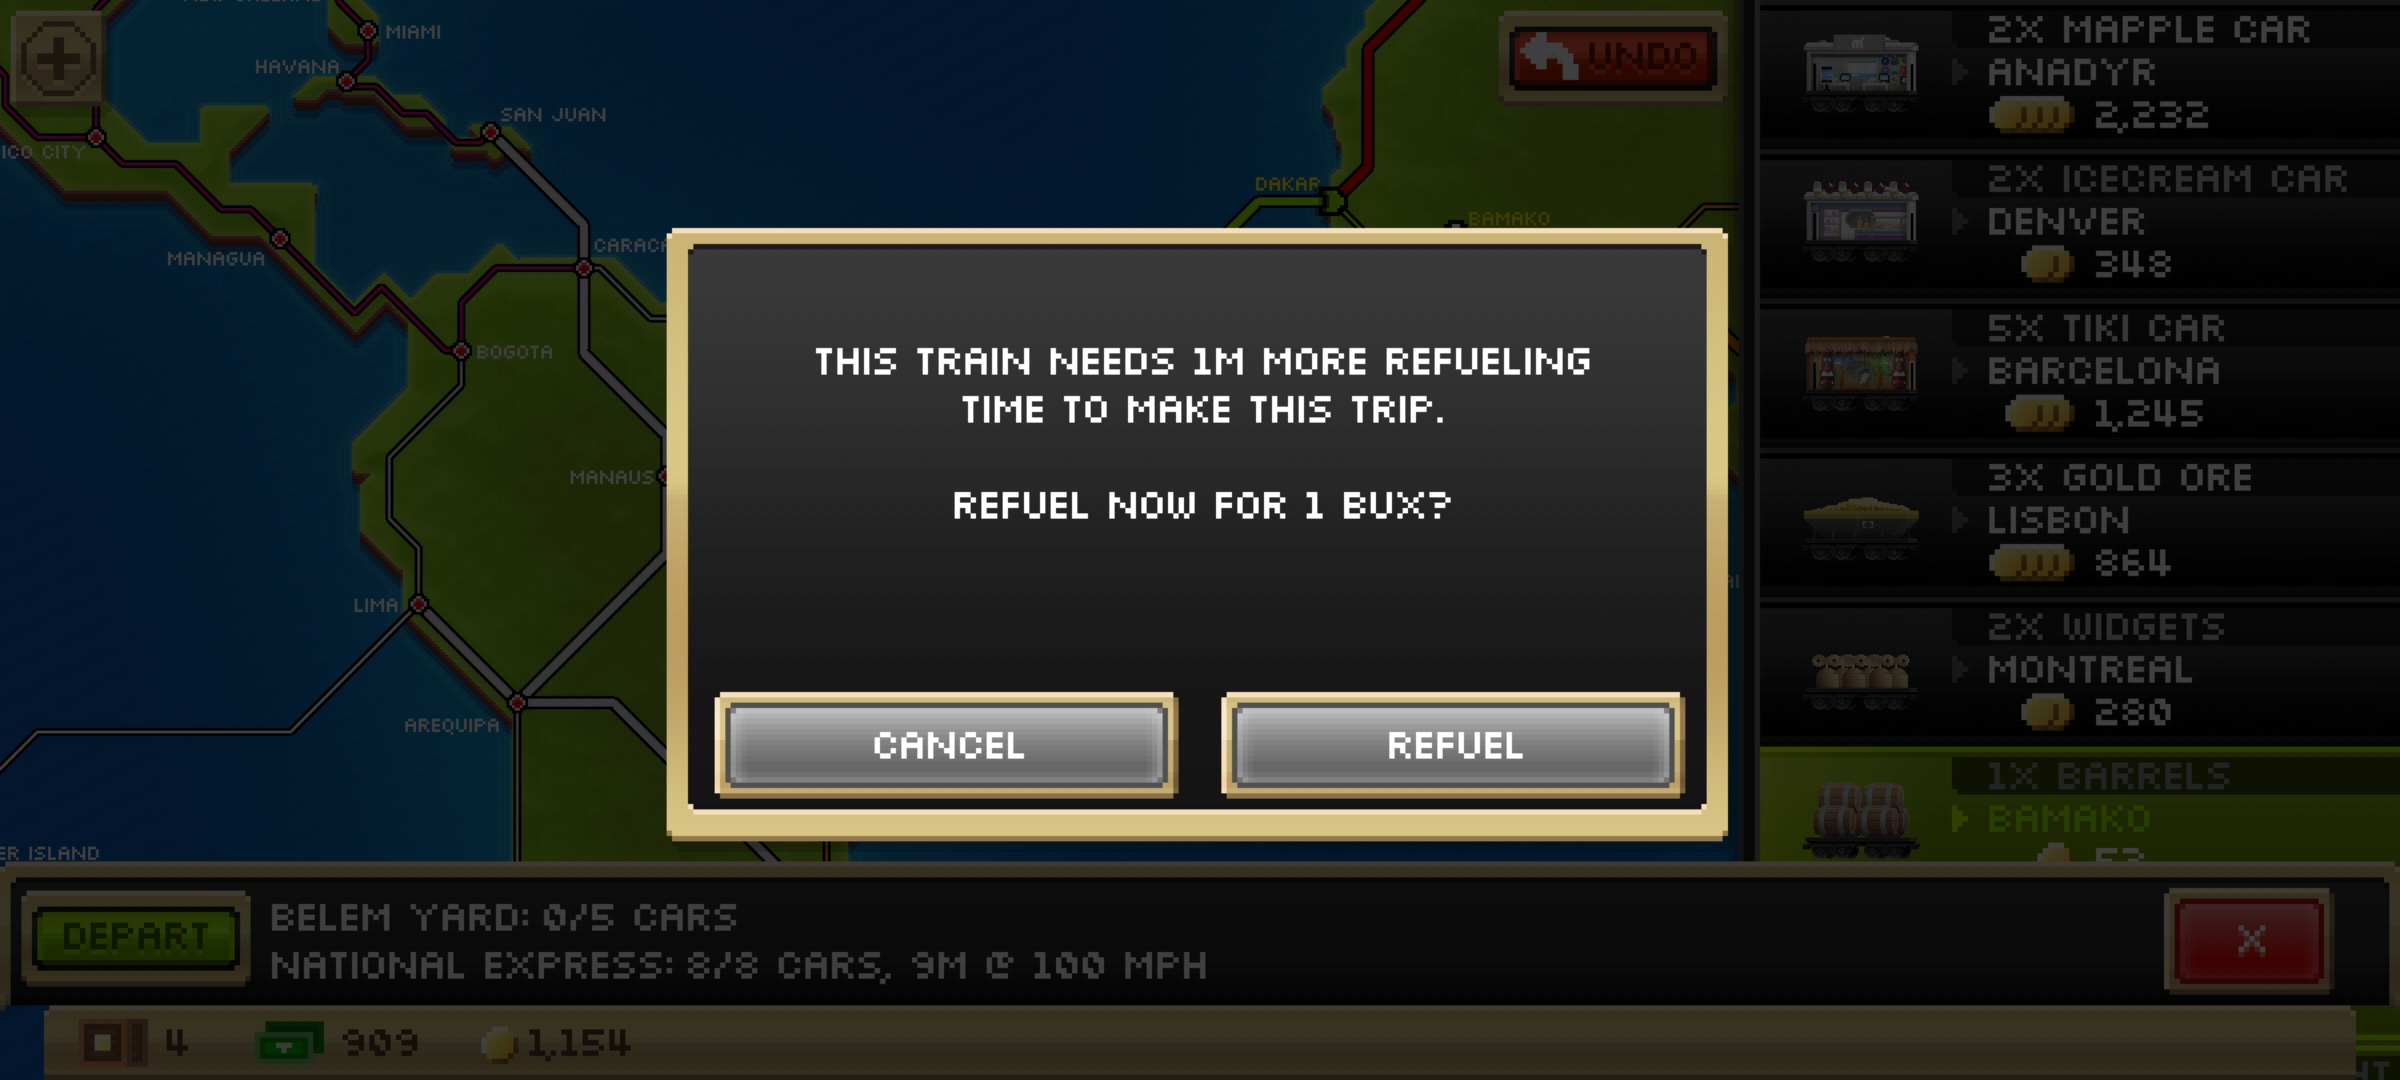 MIAMI
HAVANA
SAN JUAN
ICO CITY
MANAGUA
CARACA
BOGOTA
MANAUS
LIMA
AREQUIPA
ER ISLAND
DAKAR
BAMAKO
UNDO
THIS TRAIN NEEDS 1M MORE REFUELING
TIME TO MAKE THIS TRIP.
REFUEL NOW FOR 1 BUX?
CANCEL
REFUEL
2X MAPPLE CAR
ANADYR
2,232
2X ICECREAM CAR
DENVER
348
5X TIKI CAR
BARCELONA
1,245
3X GOLD ORE
LISBON
864
2X WIDGETS
MONTREAL
280
1X BARRELS
BAMAKO
DEPART
BELEM YARD: 0/5 CARS
NATIONAL EXPRESS: 8/8 CARS, 9M @ 100 MPH
X
4
909
1,154